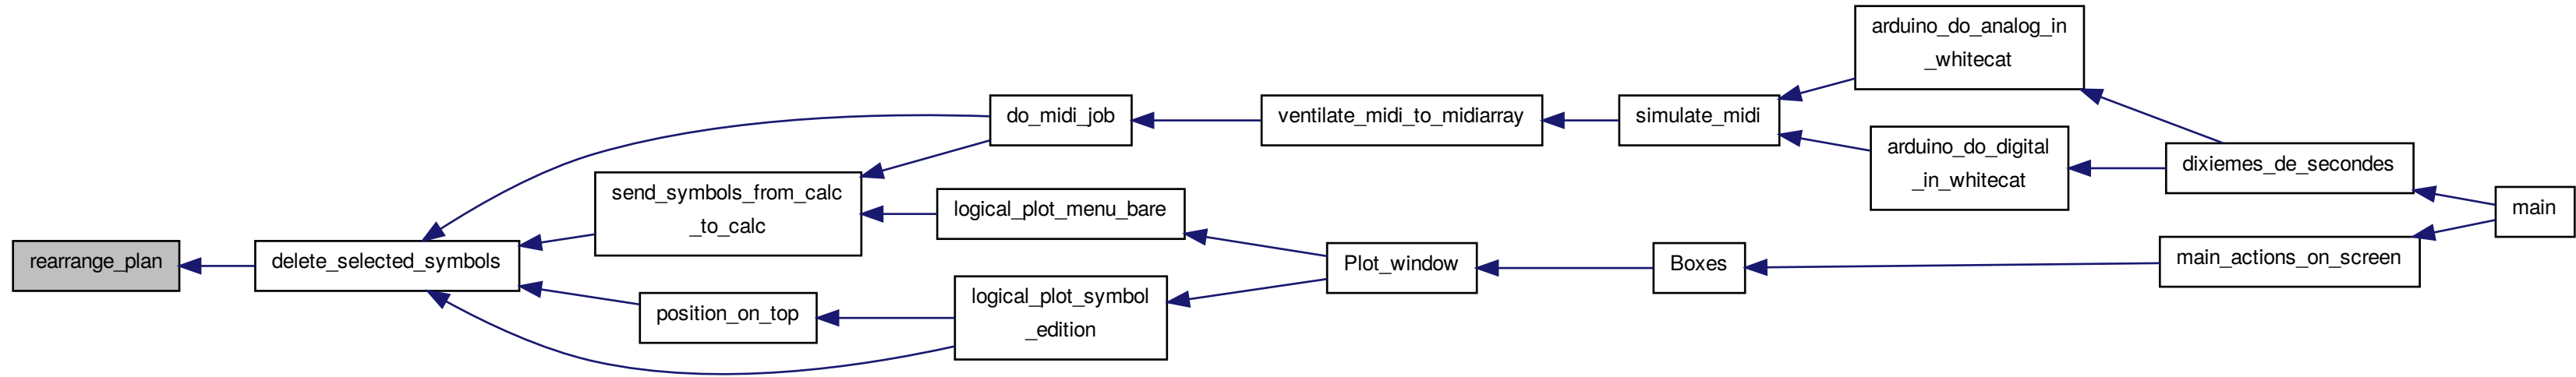 rearrange_plan
delete_selected_symbols
send_symbols_from_calc
_to_calc
position_on_top
do_midi_job
logical_plot_menu_bare
logical_plot_symbol
_edition
ventilate_midi_to_midiarray
Plot_window
simulate_midi
Boxes
arduino_do_analog_in
_whitecat
arduino_do_digital
_in_whitecat
dixiemes_de_secondes
main_actions_on_screen
main